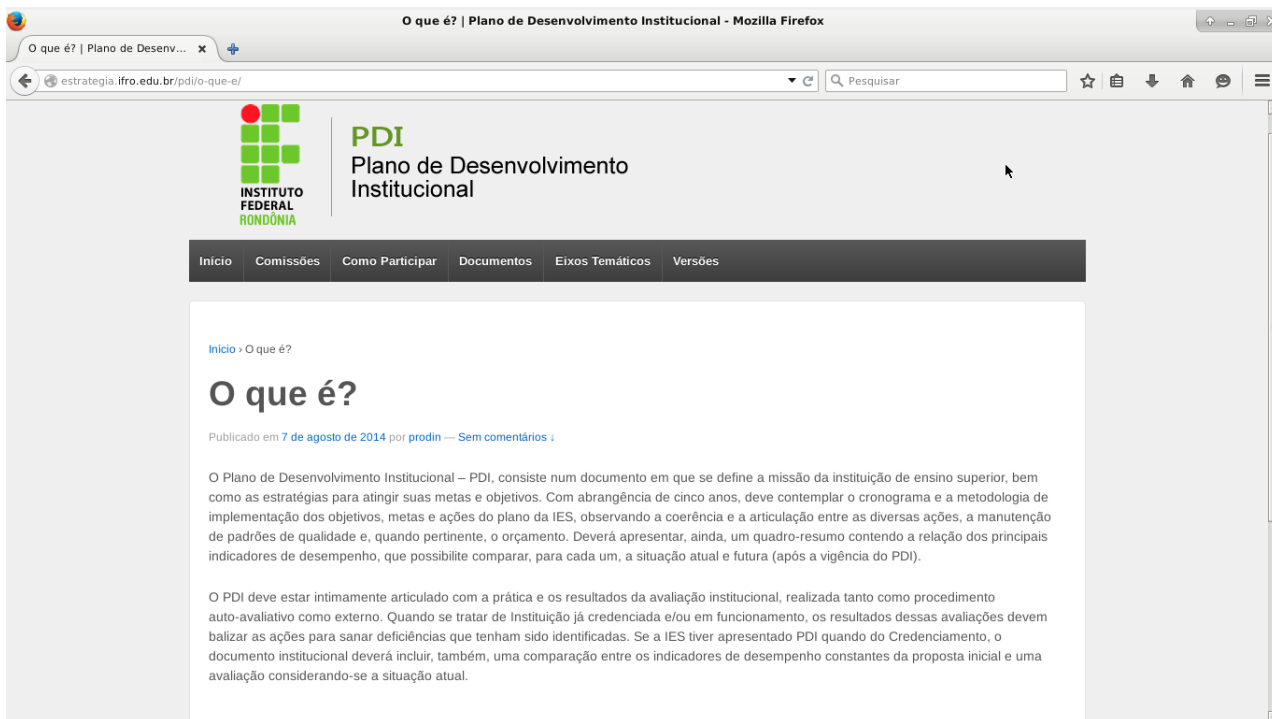 O que é? | Plano de Desenvolvimento Institucional - Mozilla Firefox
O que é? | Plano de Desenv...
estrategia.ifro.edu.br/pdi/o-que-e/
Pesquisar
INSTITUTO
FEDERAL
RONDÔNIA
PDI
Plano de Desenvolvimento
Institucional
Início Comissões Como Participar Documentos Eixos Temáticos Versões
Início › O que é?
O que é?
Publicado em 7 de agosto de 2014 por prodin — Sem comentários ↓
O Plano de Desenvolvimento Institucional – PDI, consiste num documento em que se define a missão da instituição de ensino superior, bem
como as estratégias para atingir suas metas e objetivos. Com abrangência de cinco anos, deve contemplar o cronograma e a metodologia de
implementação dos objetivos, metas e ações do plano da IES, observando a coerência e a articulação entre as diversas ações, a manutenção
de padrões de qualidade e, quando pertinente, o orçamento. Deverá apresentar, ainda, um quadro-resumo contendo a relação dos principais
indicadores de desempenho, que possibilite comparar, para cada um, a situação atual e futura (após a vigência do PDI).
O PDI deve estar intimamente articulado com a prática e os resultados da avaliação institucional, realizada tanto como procedimento
auto-avaliativo como externo. Quando se tratar de Instituição já credenciada e/ou em funcionamento, os resultados dessas avaliações devem
balizar as ações para sanar deficiências que tenham sido identificadas. Se a IES tiver apresentado PDI quando do Credenciamento, o
documento institucional deverá incluir, também, uma comparação entre os indicadores de desempenho constantes da proposta inicial e uma
avaliação considerando-se a situação atual.